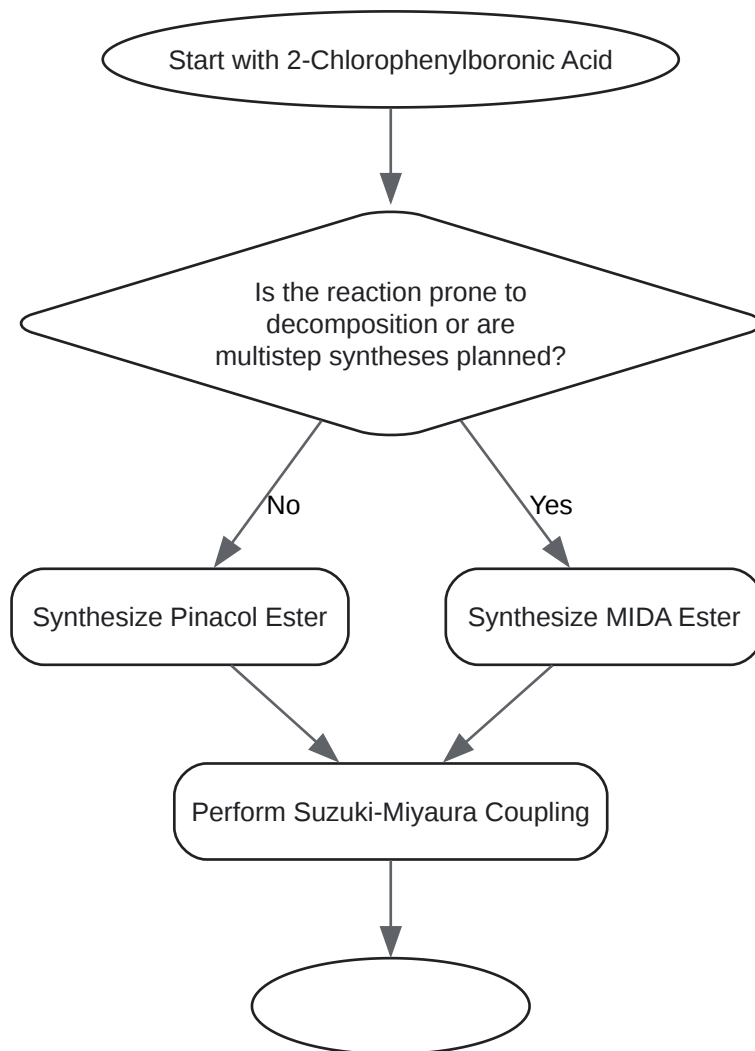 Start with 2-Chlorophenylboronic Acid
Is the reaction prone to
decomposition or are
multistep syntheses planned?
No
Yes
Synthesize Pinacol Ester
Synthesize MIDA Ester
Perform Suzuki-Miyaura Coupling